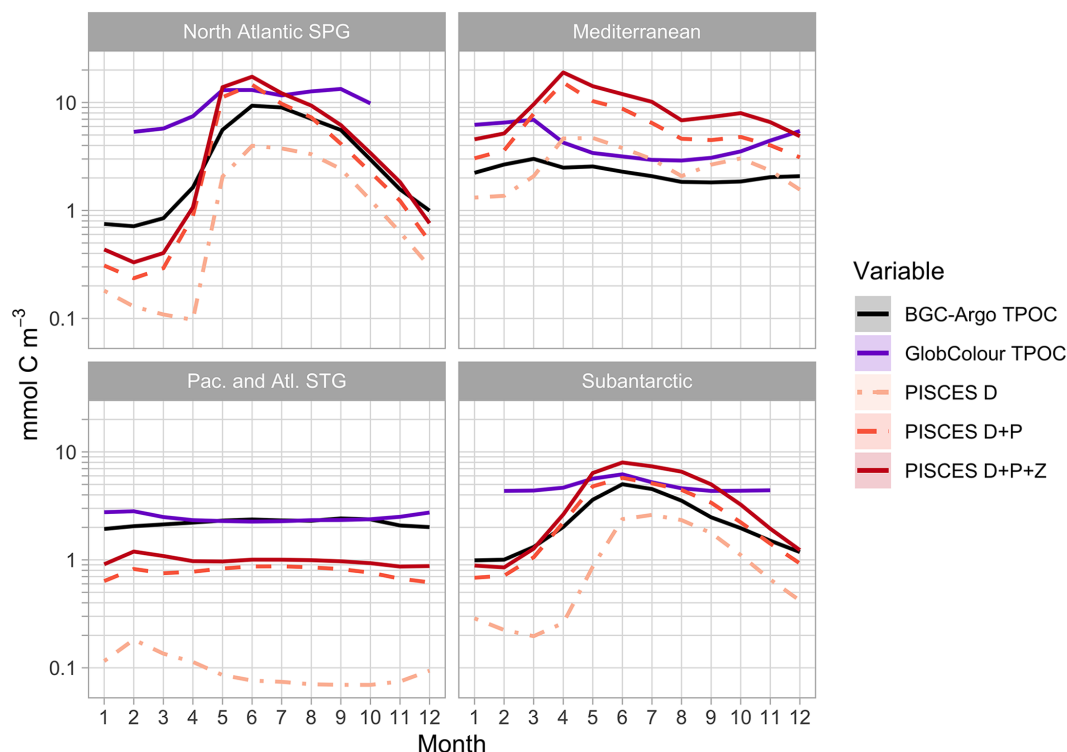 North Atlantic SPG
Mediterranean
10
1
0.1
Pac. and Atl. STG
Subantarctic
10
1
0.1
mmol C m⁻³
1 2 3 4 5 6 7 8 9 10 11 12
1 2 3 4 5 6 7 8 9 10 11 12
Month
Variable
BGC-Argo TPOC
GlobColour TPOC
PISCES D
PISCES D+P
PISCES D+P+Z